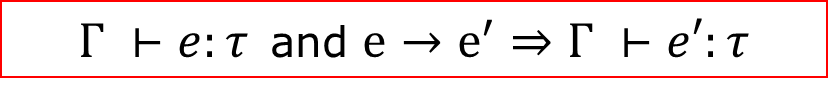 Γ ⊢ e: τ and e → e′ ⇒ Γ ⊢ e′: τ